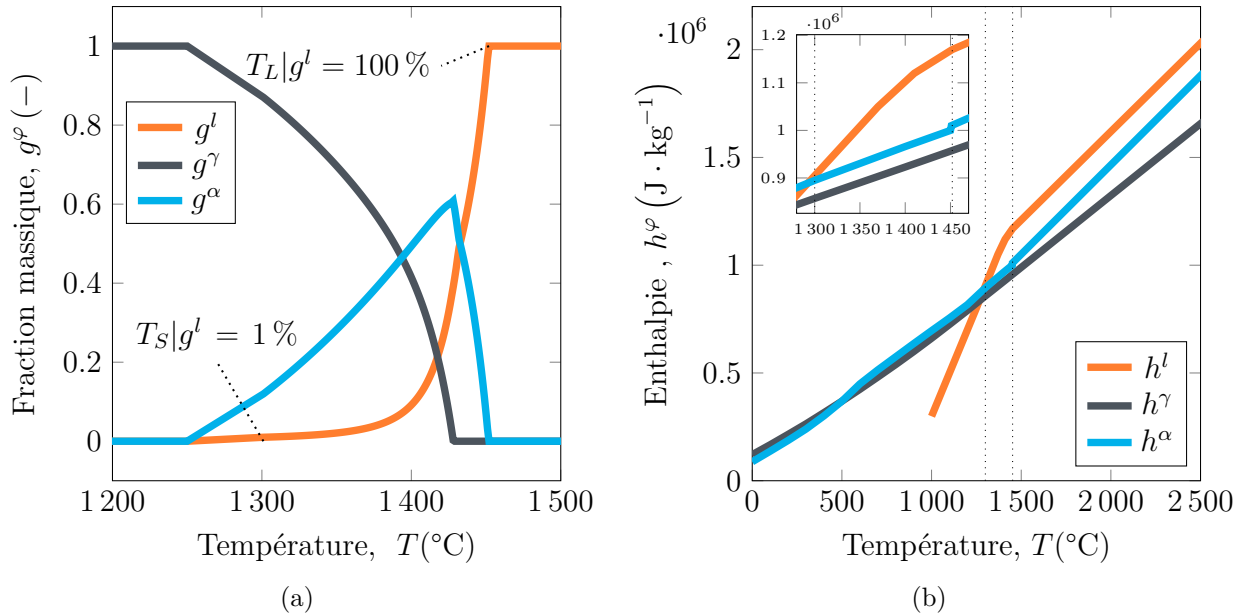 Fraction massique, g^φ (−)
1
0.8
0.6
0.4
0.2
0
T_L|g^l = 100 %
g^l
g^γ
g^α
T_S|g^l = 1 %
1 200
1 300
1 400
1 500
Température, T(°C)
(a)
Enthalpie , h^φ (J · kg^−1)
·10^6
2
1.5
1
0.5
0
·10^6
1.2
1.1
1
0.9
1 300
1 350
1 400
1 450
h^l
h^γ
h^α
0
500
1 000
1 500
2 000
2 500
Température, T(°C)
(b)